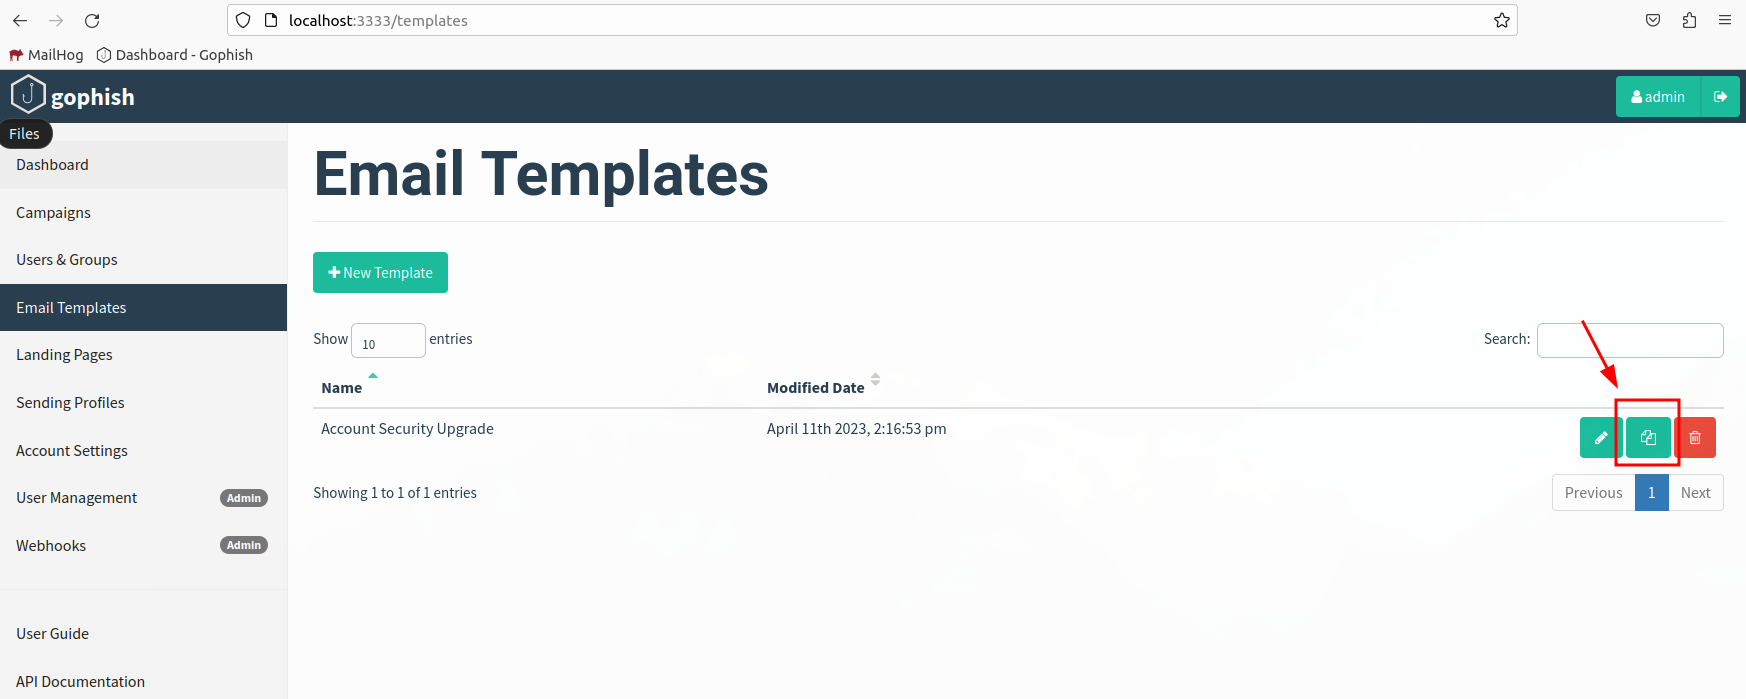 localhost:3333/templates
MailHog Dashboard - Gophish
gophish
admin
Files
Dashboard
Campaigns
Users & Groups
Email Templates
Landing Pages
Sending Profiles
Account Settings
User Management Admin
Webhooks Admin
User Guide
API Documentation
Email Templates
New Template
Show 10 entries
Search:
Name Modified Date
Account Security Upgrade April 11th 2023, 2:16:53 pm
Showing 1 to 1 of 1 entries
Previous 1 Next